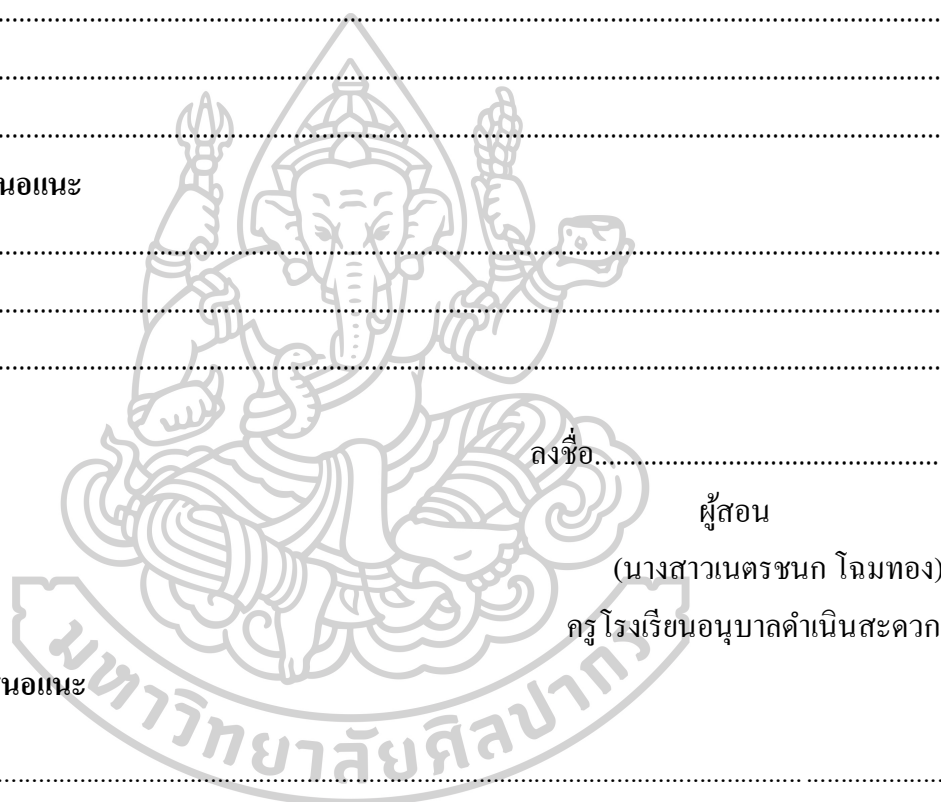 ............................................................
............................................................
............................................................
นอแนะ
............................................................
............................................................
............................................................
ลงชื่อ........................................
ผู้สอน
(นางสาวเนตรชนก โฉมทอง)
ครูโรงเรียนอนุบาลดำเนินสะดวก
นอแนะ
มหาวิทยาลัยศิลปากร
............................................................ ....................